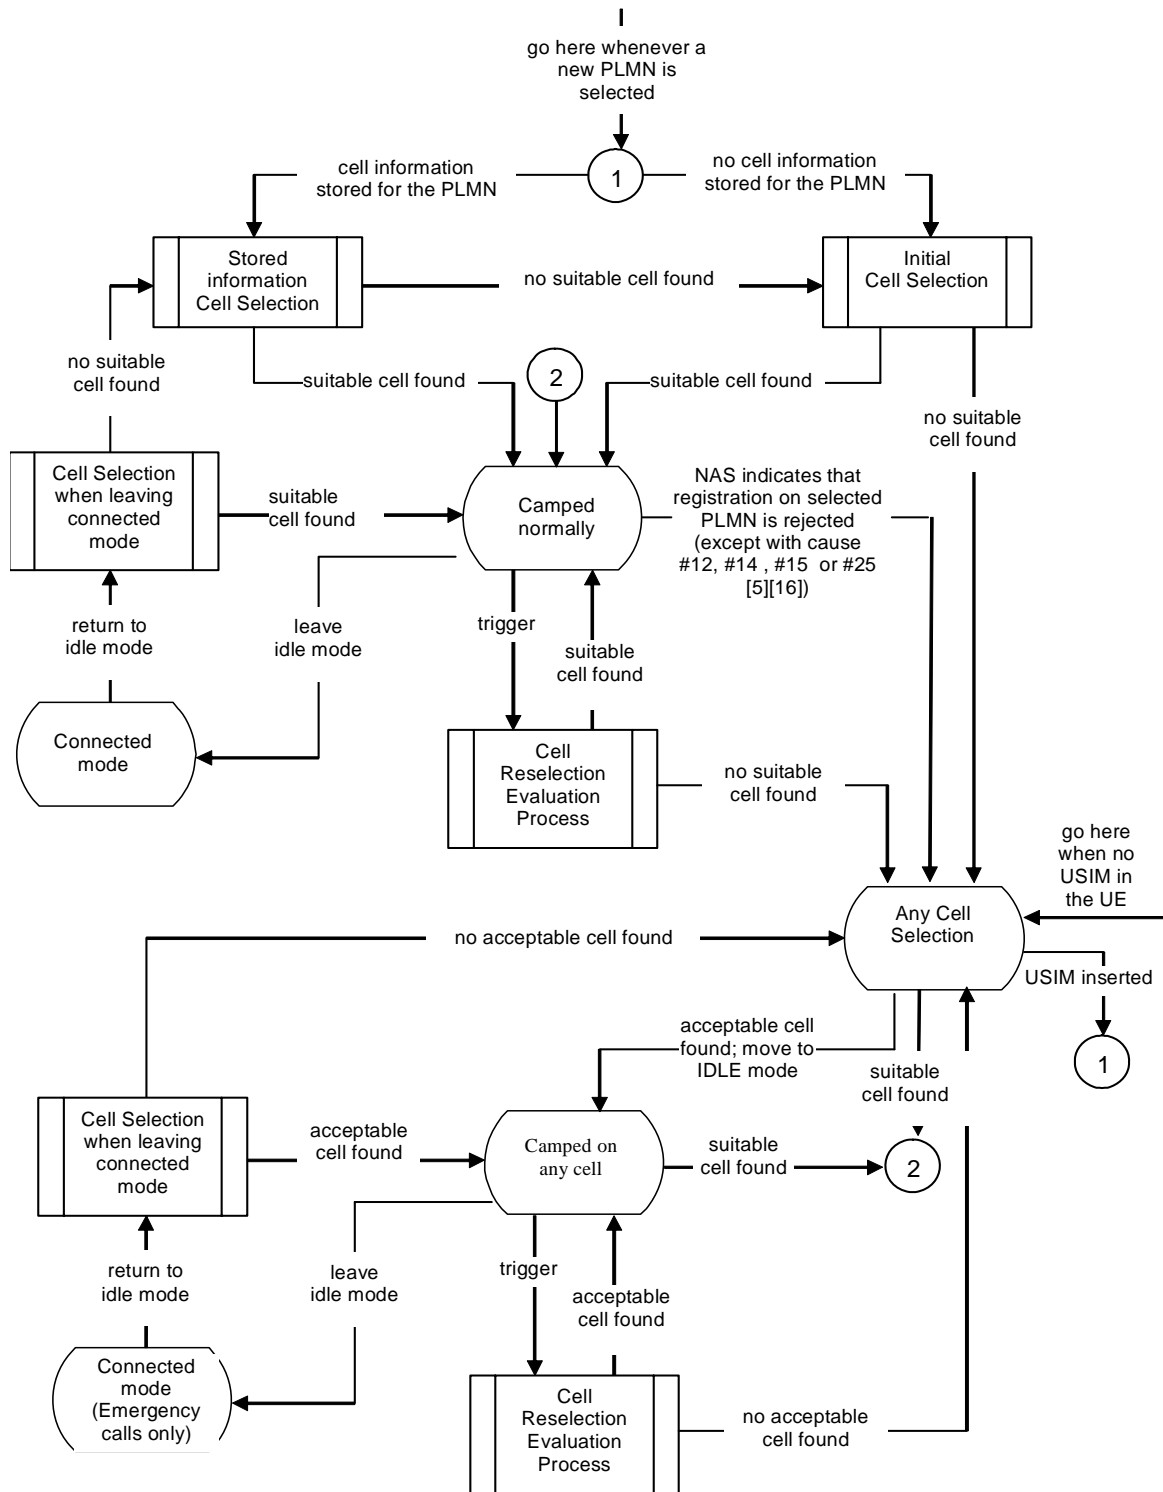 go here whenever a
new PLMN is
selected
cell information
stored for the PLMN
1
no cell information
stored for the PLMN
Stored
information
Cell Selection
no suitable cell found
Initial
Cell Selection
no suitable
cell found
suitable cell found
2
suitable cell found
no suitable
cell found
Cell Selection
when leaving
connected
mode
suitable
cell found
Camped
normally
NAS indicates that
registration on selected
PLMN is rejected
(except with cause
#12, #14 , #15 or #25
[5][16])
return to
idle mode
leave
idle mode
trigger
suitable
cell found
Connected
mode
Cell
Reselection
Evaluation
Process
no suitable
cell found
go here
when no
USIM in
the UE
Any Cell
Selection
no acceptable cell found
USIM inserted
1
acceptable cell
found; move to
IDLE mode
suitable
cell found
Cell Selection
when leaving
connected
mode
acceptable
cell found
Camped on
any cell
suitable
cell found
2
return to
idle mode
leave
idle mode
trigger
acceptable
cell found
Connected
mode
(Emergency
calls only)
Cell
Reselection
Evaluation
Process
no acceptable
cell found